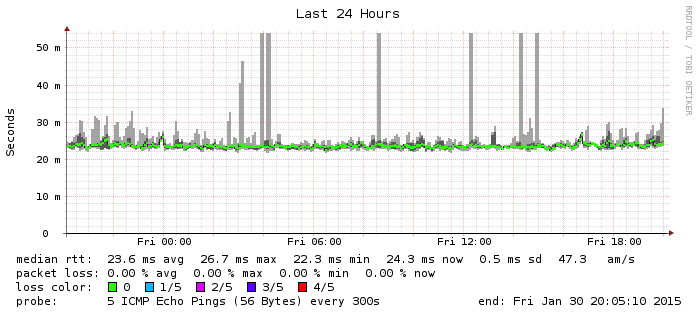 Last 24 Hours
RRDTOOL / TOBI OETIKER
Seconds
50 m
40 m
30 m
20 m
10 m
0
Fri 00:00 Fri 06:00 Fri 12:00 Fri 18:00
median rtt: 23.6 ms avg 26.7 ms max 22.3 ms min 24.3 ms now 0.5 ms sd 47.3 am/s
packet loss: 0.00 % avg 0.00 % max 0.00 % min 0.00 % now
loss color: 0 1/5 2/5 3/5 4/5
probe: 5 ICMP Echo Pings (56 Bytes) every 300s end: Fri Jan 30 20:05:10 2015